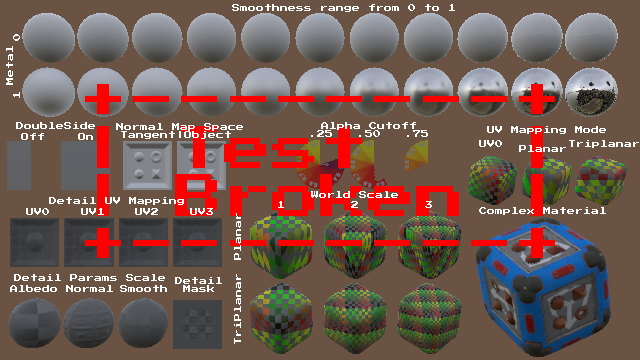 Smoothness range from 0 to 1
Metal 0 1
DoubleSide
Off On
Normal Map Space
Tangent|Object
Alpha Cutoff
.25 .50 .75
UV Mapping Mode
UV0 Planar Triplanar
Test
Broken
Detail UV Mapping
UV0 UV1 UV2 UV3
World Scale
1 2 3
Planar
TriPlanar
Complex Material
Detail Params Scale
Albedo Normal Smooth
Detail
Mask